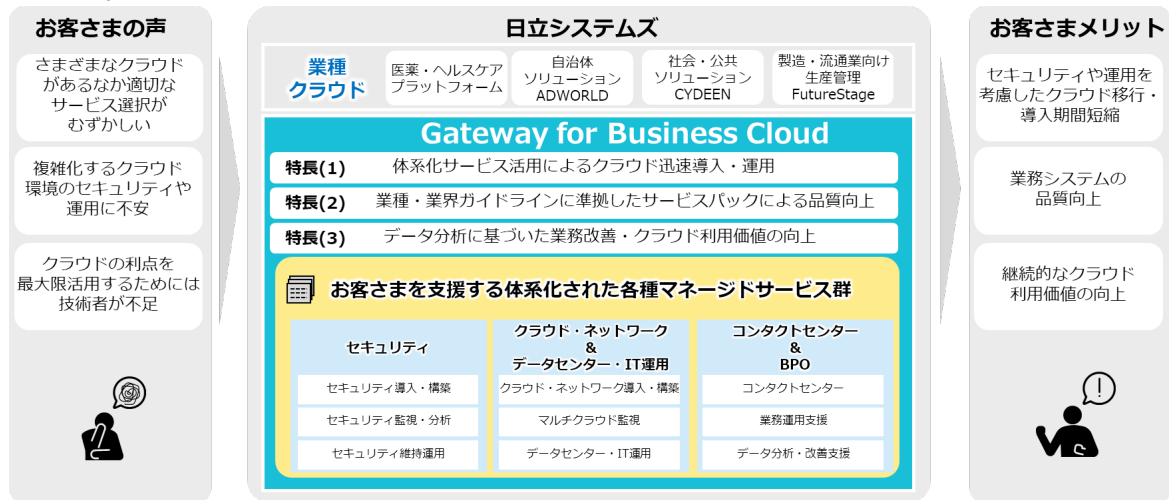 お客さまの声
さまざまなクラウド
があるなか適切な
サービス選択が
むずかしい
複雑化するクラウド
環境のセキュリティや
運用に不安
クラウドの利点を
最大限活用するためには
技術者が不足
日立システムズ
業種
クラウド
医薬・ヘルスケア
プラットフォーム
自治体
ソリューション
ADWORLD
社会・公共
ソリューション
CYDEEN
製造・流通業向け
生産管理
FutureStage
Gateway for Business Cloud
特長(1) 体系化サービス活用によるクラウド迅速導入・運用
特長(2) 業種・業界ガイドラインに準拠したサービスパックによる品質向上
特長(3) データ分析に基づいた業務改善・クラウド利用価値の向上
お客さまを支援する体系化された各種マネージドサービス群
セキュリティ
セキュリティ導入・構築
セキュリティ監視・分析
セキュリティ維持運用
クラウド・ネットワーク
&
データセンター・IT運用
クラウド・ネットワーク導入・構築
マルチクラウド監視
データセンター・IT運用
コンタクトセンター
&
BPO
コンタクトセンター
業務運用支援
データ分析・改善支援
お客さまメリット
セキュリティや運用を
考慮したクラウド移行・
導入期間短縮
業務システムの
品質向上
継続的なクラウド
利用価値の向上